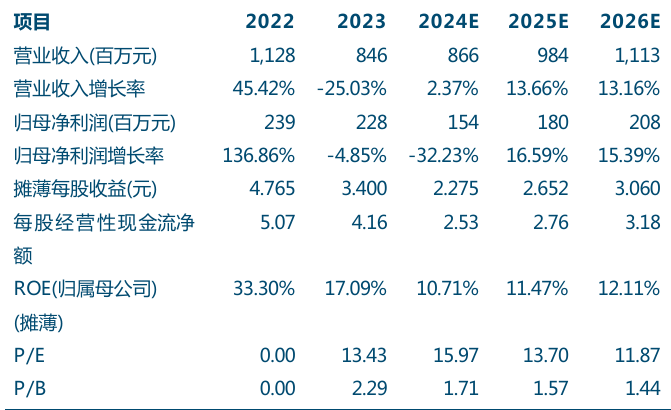 项目 2022 2023 2024E 2025E 2026E
营业收入(百万元) 1,128 846 866 984 1,113
营业收入增长率 45.42% -25.03% 2.37% 13.66% 13.16%
归母净利润(百万元) 239 228 154 180 208
归母净利润增长率 136.86% -4.85% -32.23% 16.59% 15.39%
摊薄每股收益(元) 4.765 3.400 2.275 2.652 3.060
每股经营性现金流净 5.07 4.16 2.53 2.76 3.18
额
ROE(归属母公司) 33.30% 17.09% 10.71% 11.47% 12.11%
(摊薄)
P/E 0.00 13.43 15.97 13.70 11.87
P/B 0.00 2.29 1.71 1.57 1.44